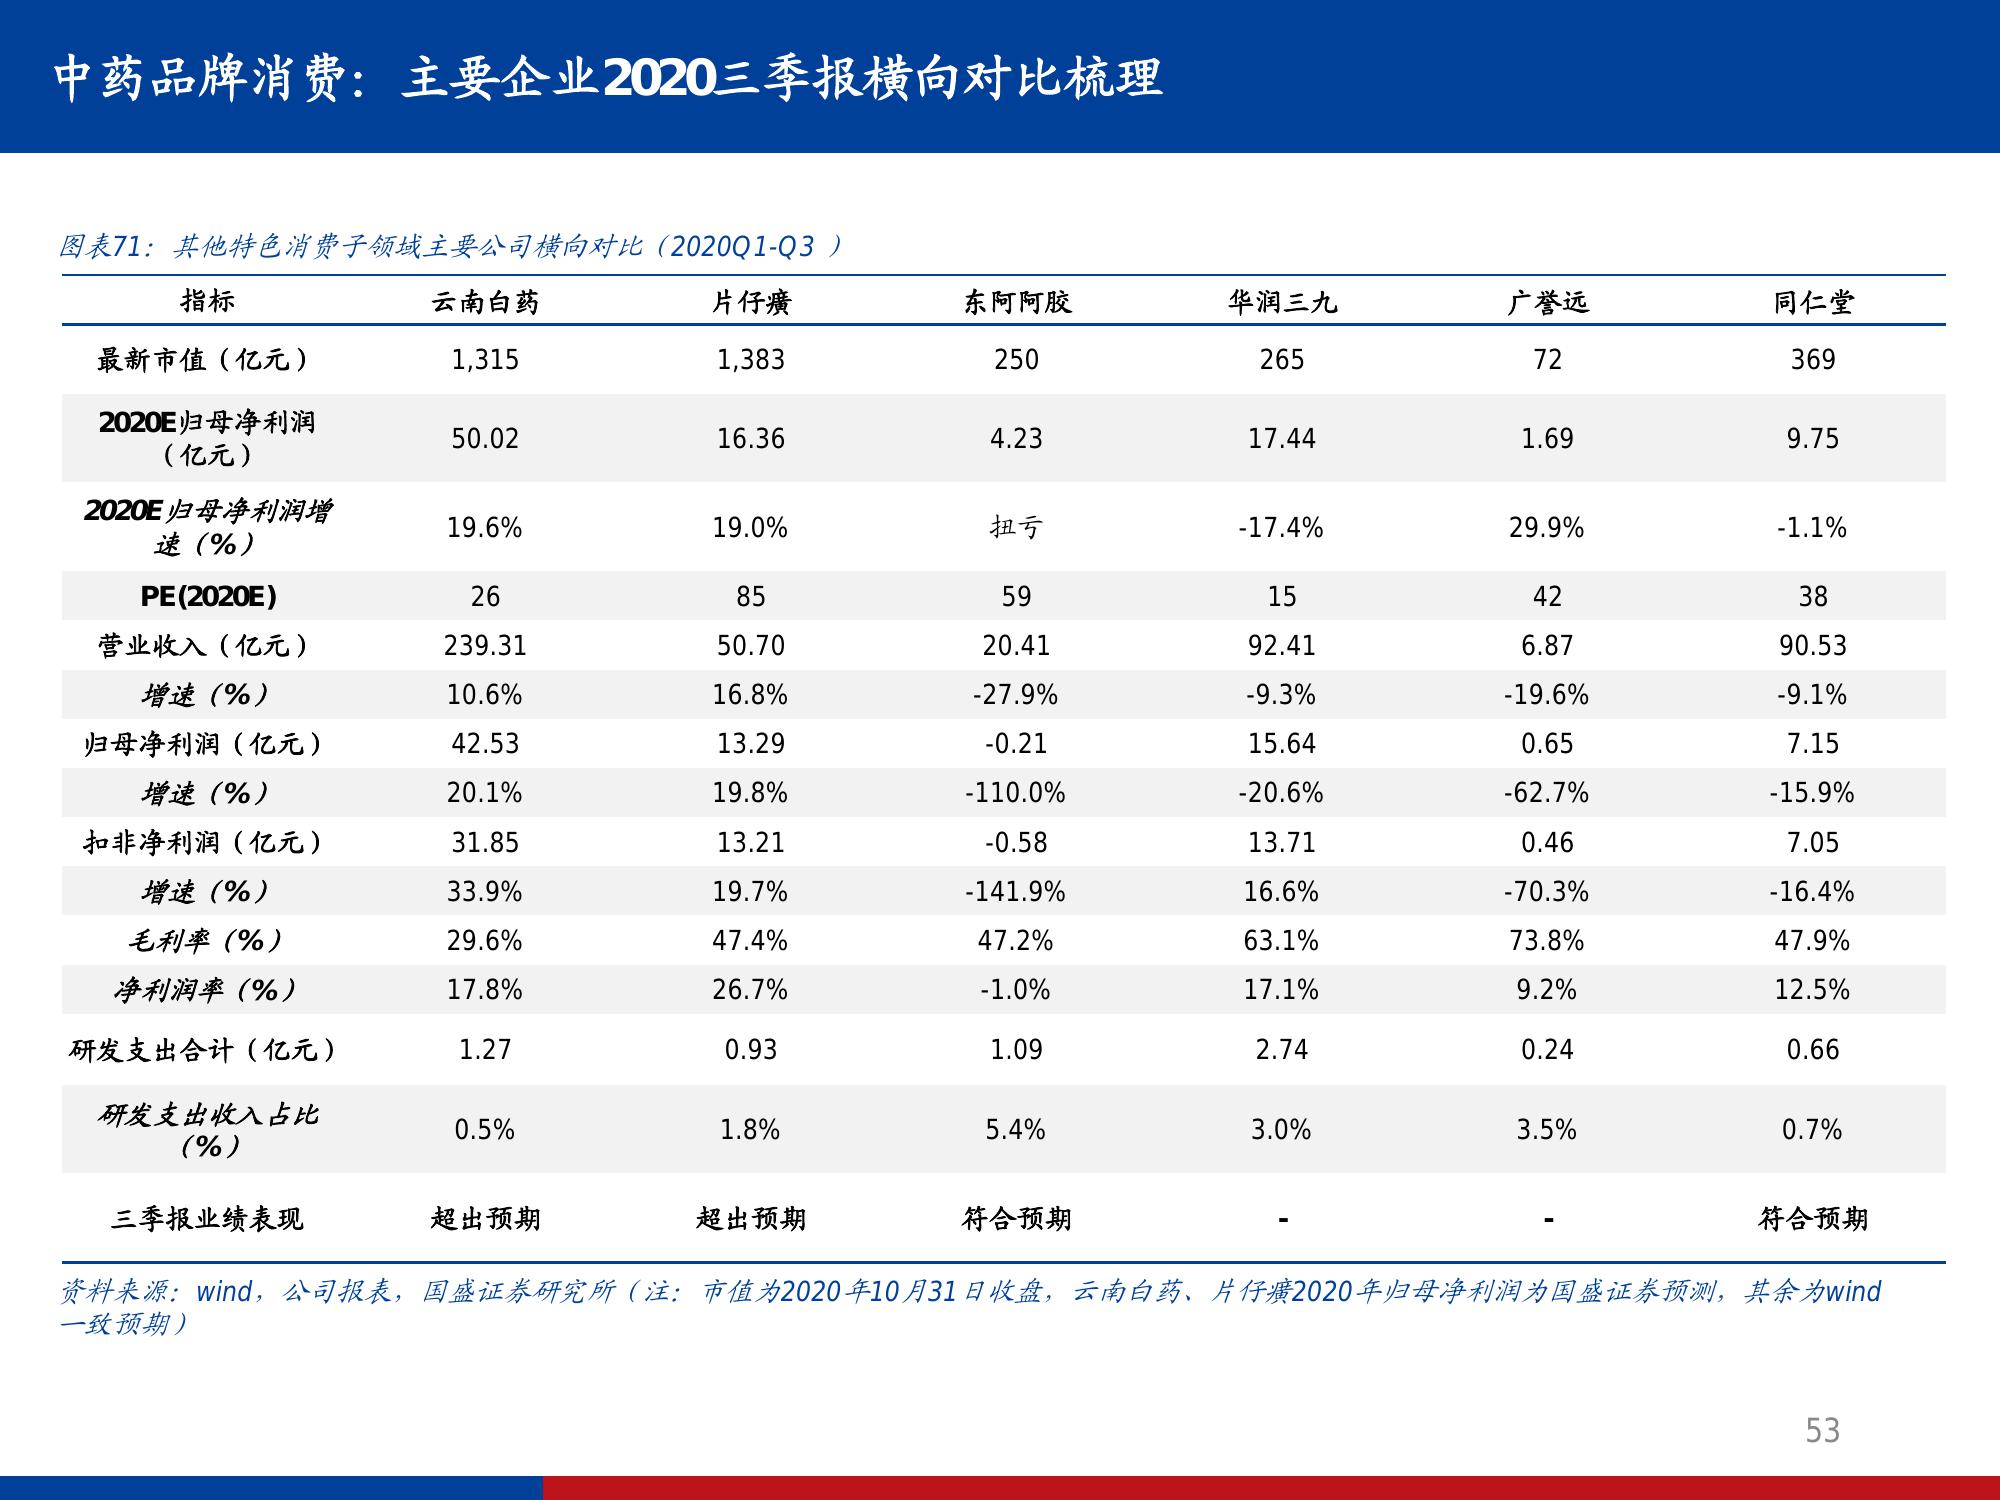 中药品牌消费：主要企业2020三季报横向对比梳理
图表71：其他特色消费子领域主要公司横向对比（2020Q1-Q3 ）
指标 云南白药 片仔癀 东阿阿胶 华润三九 广誉远 同仁堂
最新市值（亿元） 1,315 1,383 250 265 72 369
2020E归母净利润
（亿元） 50.02 16.36 4.23 17.44 1.69 9.75
2020E归母净利润增
速（%） 19.6% 19.0% 扭亏 -17.4% 29.9% -1.1%
PE(2020E) 26 85 59 15 42 38
营业收入（亿元） 239.31 50.70 20.41 92.41 6.87 90.53
增速（%） 10.6% 16.8% -27.9% -9.3% -19.6% -9.1%
归母净利润（亿元） 42.53 13.29 -0.21 15.64 0.65 7.15
增速（%） 20.1% 19.8% -110.0% -20.6% -62.7% -15.9%
扣非净利润（亿元） 31.85 13.21 -0.58 13.71 0.46 7.05
增速（%） 33.9% 19.7% -141.9% 16.6% -70.3% -16.4%
毛利率（%） 29.6% 47.4% 47.2% 63.1% 73.8% 47.9%
净利润率（%） 17.8% 26.7% -1.0% 17.1% 9.2% 12.5%
研发支出合计（亿元） 1.27 0.93 1.09 2.74 0.24 0.66
研发支出收入占比
（%） 0.5% 1.8% 5.4% 3.0% 3.5% 0.7%
三季报业绩表现 超出预期 超出预期 符合预期 - - 符合预期
资料来源：wind，公司报表，国盛证券研究所（注：市值为2020年10月31日收盘，云南白药、片仔癀2020年归母净利润为国盛证券预测，其余为wind
一致预期）
53